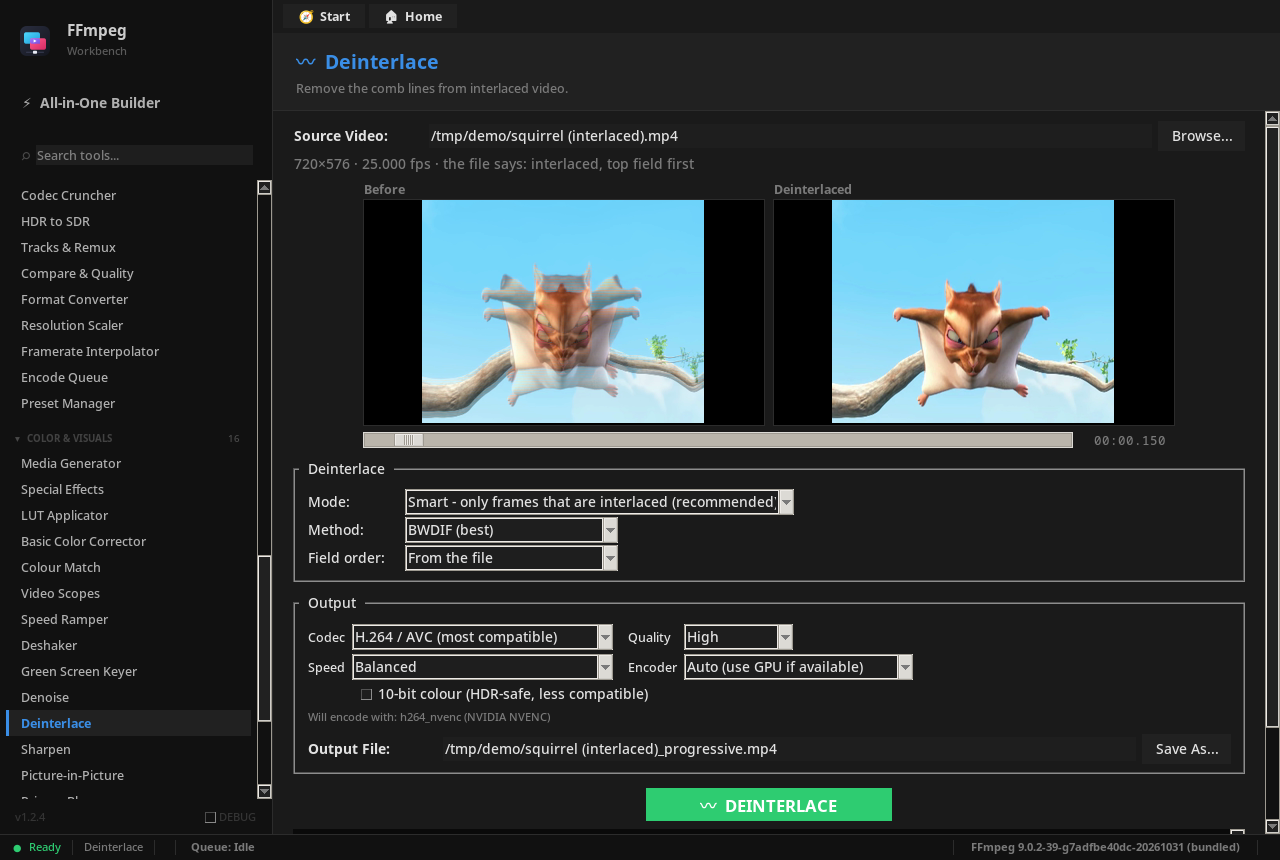 FFmpeg
Workbench
⚡ All-in-One Builder
Search tools...
Codec Cruncher
HDR to SDR
Tracks & Remux
Compare & Quality
Format Converter
Resolution Scaler
Framerate Interpolator
Encode Queue
Preset Manager
COLOR & VISUALS 16
Media Generator
Special Effects
LUT Applicator
Basic Color Corrector
Colour Match
Video Scopes
Speed Ramper
Deshaker
Green Screen Keyer
Denoise
Deinterlace
Sharpen
Picture-in-Picture
v1.2.4 DEBUG
Start Home
Deinterlace
Remove the comb lines from interlaced video.
Source Video: /tmp/demo/squirrel (interlaced).mp4 Browse...
720×576 · 25.000 fps · the file says: interlaced, top field first
Before Deinterlaced
00:00.150
Deinterlace
Mode: Smart - only frames that are interlaced (recommended)
Method: BWDIF (best)
Field order: From the file
Output
Codec H.264 / AVC (most compatible) Quality High
Speed Balanced Encoder Auto (use GPU if available)
10-bit colour (HDR-safe, less compatible)
Will encode with: h264_nvenc (NVIDIA NVENC)
Output File: /tmp/demo/squirrel (interlaced)_progressive.mp4 Save As...
DEINTERLACE
Ready Deinterlace Queue: Idle FFmpeg 9.0.2-39-g7adfbe40dc-20261031 (bundled)